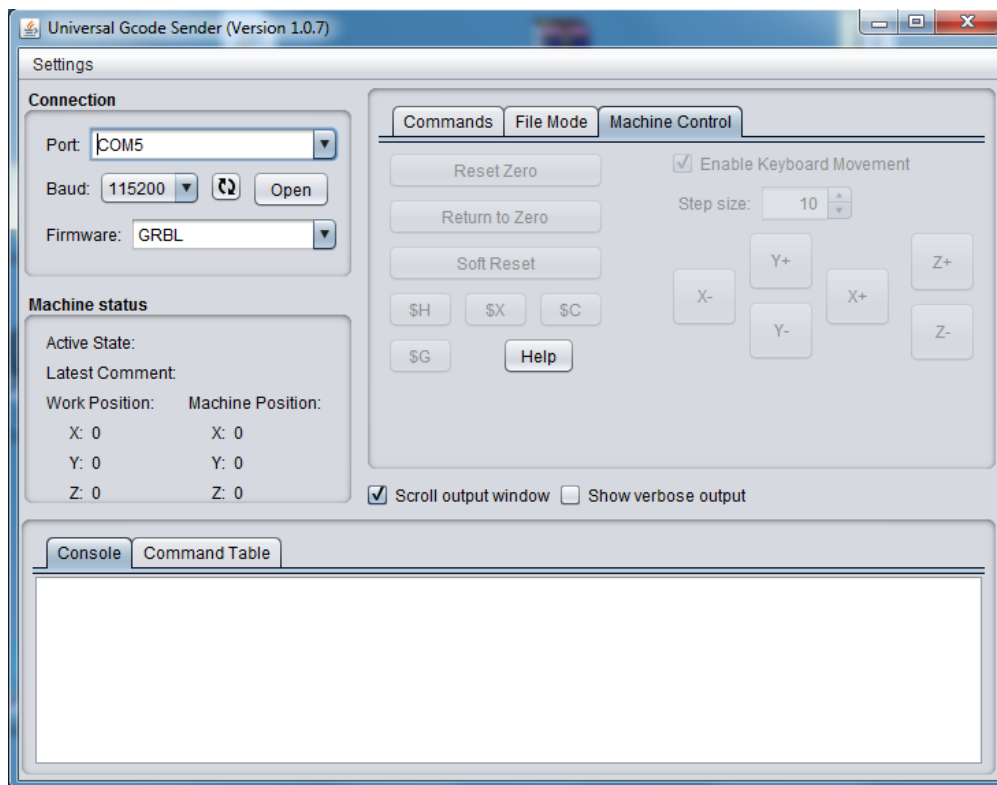 Universal Gcode Sender (Version 1.0.7)
Settings
Connection
Port: COM5
Baud: 115200 Open
Firmware: GRBL
Machine status
Active State:
Latest Comment:
Work Position: Machine Position:
X: 0 X: 0
Y: 0 Y: 0
Z: 0 Z: 0
Commands File Mode Machine Control
Reset Zero
Return to Zero
Soft Reset
$H $X $C
$G Help
Enable Keyboard Movement
Step size: 10
Y+ Z+
X- X+
Y- Z-
Scroll output window Show verbose output
Console Command Table